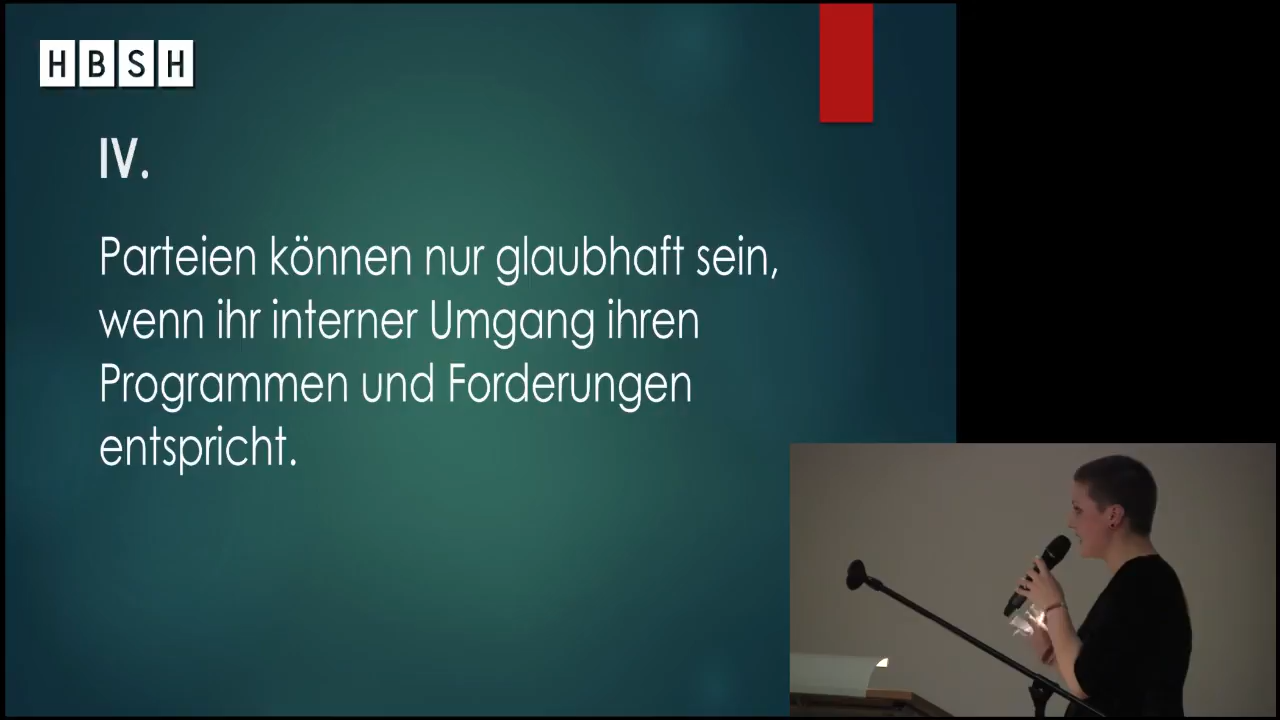 HBSH
IV.
Parteien können nur glaubhaft sein,
wenn ihr interner Umgang ihren
Programmen und Forderungen
entspricht.